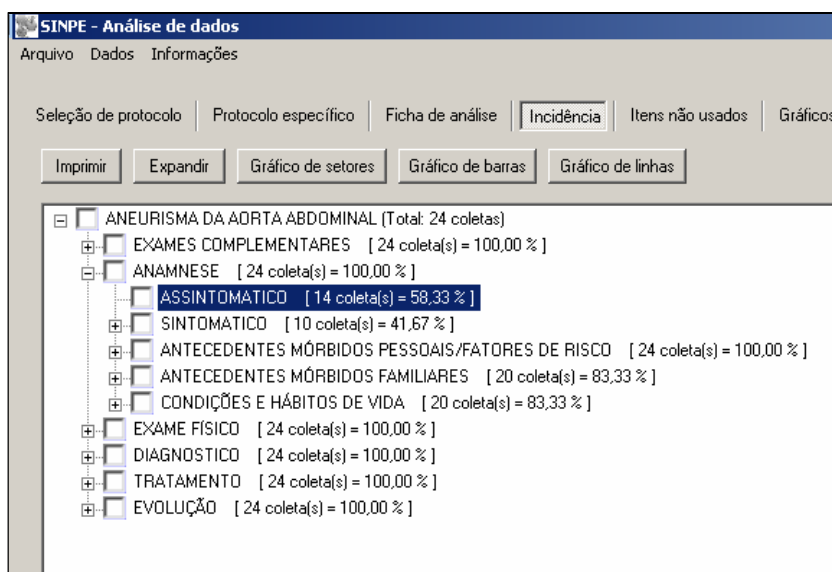 SINPE - Análise de dados
Arquivo Dados Informações
Seleção de protocolo Protocolo específico Ficha de análise Incidência Itens não usados Gráficos
Imprimir Expandir Gráfico de setores Gráfico de barras Gráfico de linhas
ANEURISMA DA AORTA ABDOMINAL (Total: 24 coletas)
EXAMES COMPLEMENTARES [ 24 coleta(s) = 100,00 % ]
ANAMNESE [ 24 coleta(s) = 100,00 % ]
ASSINTOMATICO [ 14 coleta(s) = 58,33 % ]
SINTOMATICO [ 10 coleta(s) = 41,67 % ]
ANTECEDENTES MÓRBIDOS PESSOAIS/FATORES DE RISCO [ 24 coleta(s) = 100,00 % ]
ANTECEDENTES MÓRBIDOS FAMILIARES [ 20 coleta(s) = 83,33 % ]
CONDIÇÕES E HÁBITOS DE VIDA [ 20 coleta(s) = 83,33 % ]
EXAME FÍSICO [ 24 coleta(s) = 100,00 % ]
DIAGNOSTICO [ 24 coleta(s) = 100,00 % ]
TRATAMENTO [ 24 coleta(s) = 100,00 % ]
EVOLUÇÃO [ 24 coleta(s) = 100,00 % ]